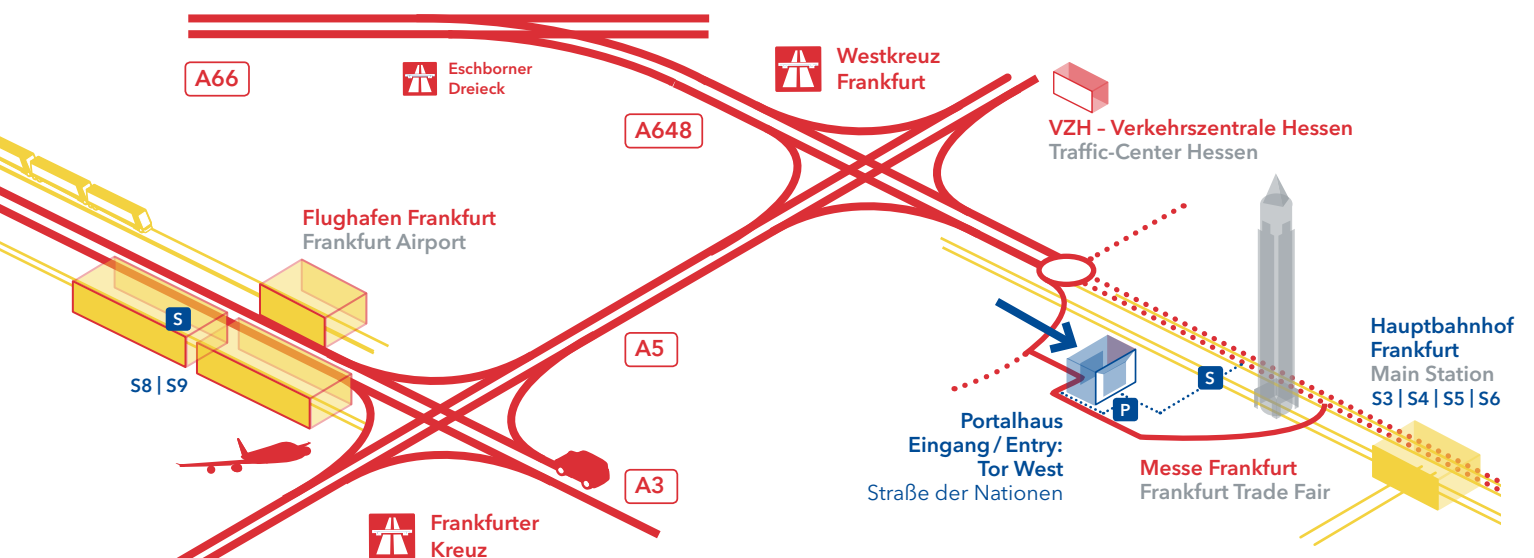 A66
Eschborner
Dreieck
Westkreuz
Frankfurt
A648
VZH – Verkehrszentrale Hessen
Traffic-Center Hessen
Flughafen Frankfurt
Frankfurt Airport
S
S8 | S9
A5
A3
Frankfurter
Kreuz
S
P
Portalhaus
Eingang / Entry:
Tor West
Straße der Nationen
Messe Frankfurt
Frankfurt Trade Fair
Hauptbahnhof
Frankfurt
Main Station
S3 | S4 | S5 | S6